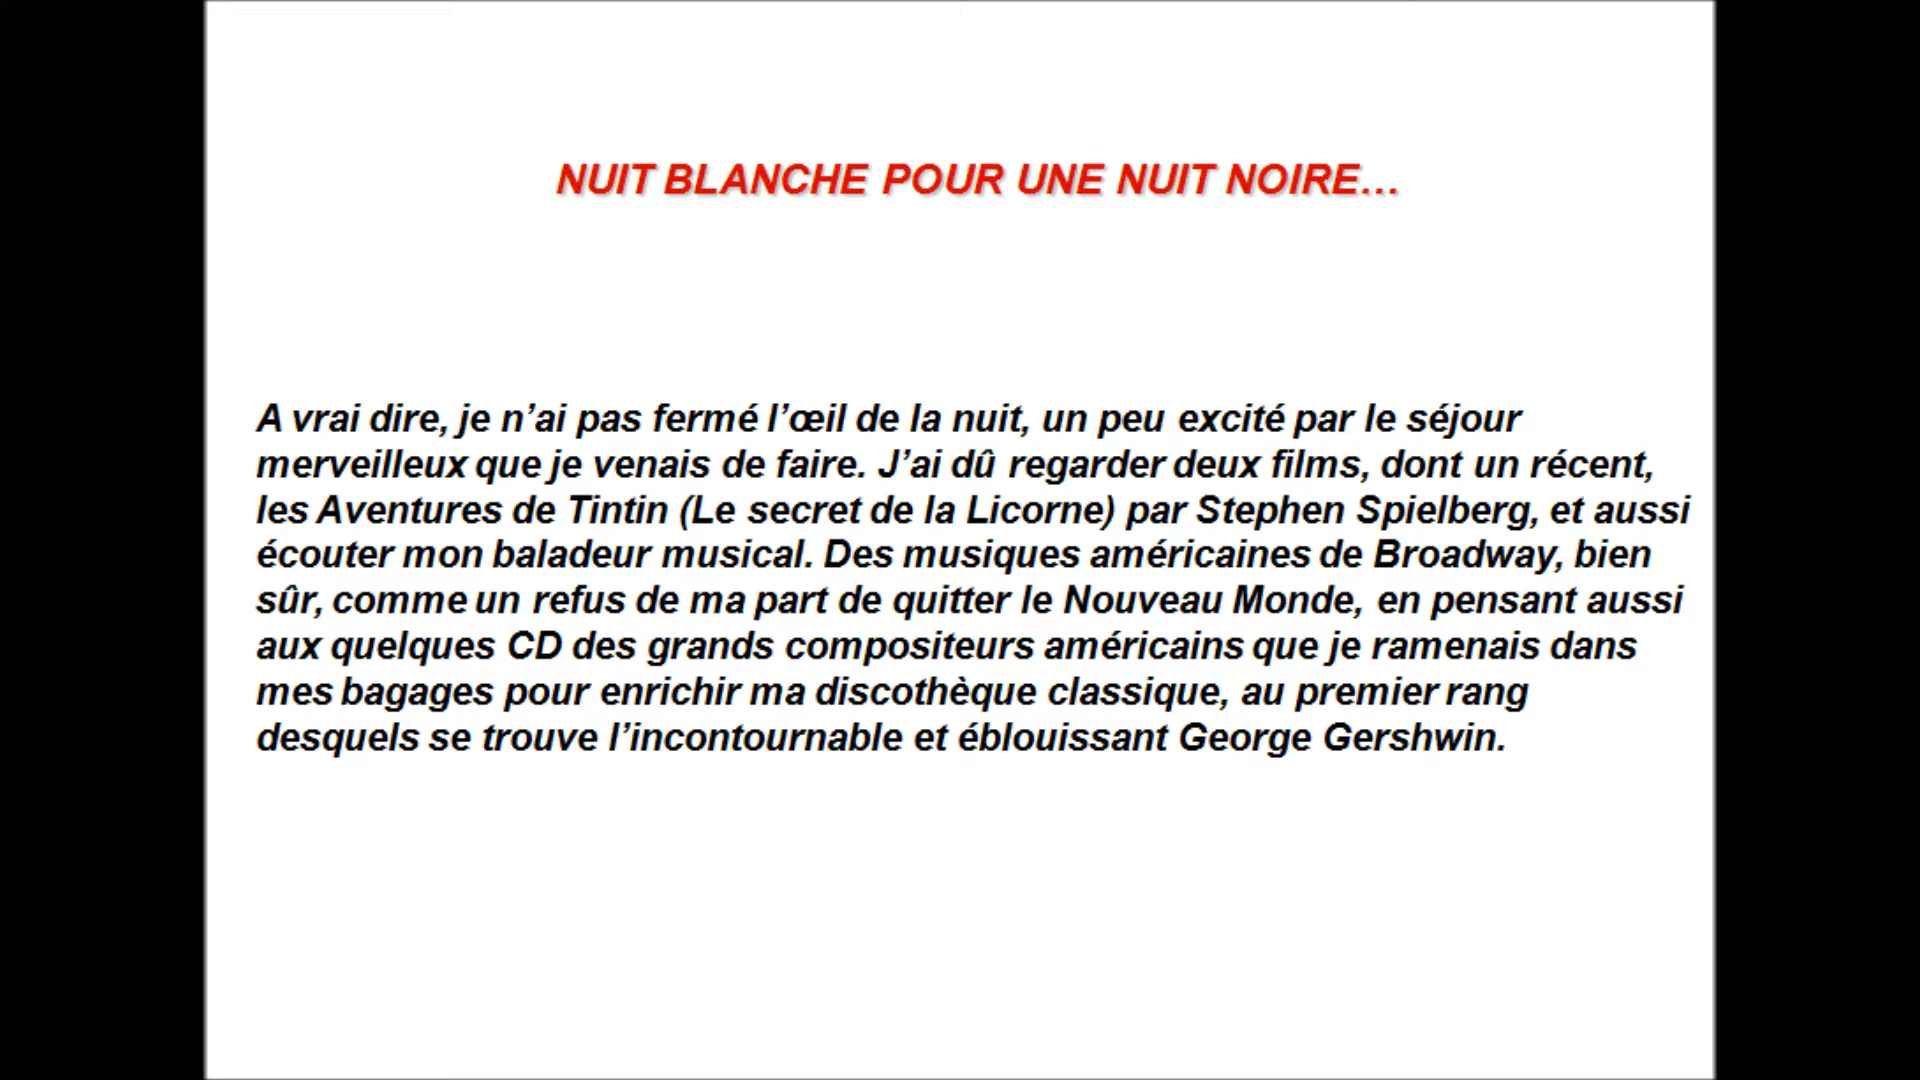 NUIT BLANCHE POUR UNE NUIT NOIRE…
A vrai dire, je n’ai pas fermé l’œil de la nuit, un peu excité par le séjour
merveilleux que je venais de faire. J’ai dû regarder deux films, dont un récent,
les Aventures de Tintin (Le secret de la Licorne) par Stephen Spielberg, et aussi
écouter mon baladeur musical. Des musiques américaines de Broadway, bien
sûr, comme un refus de ma part de quitter le Nouveau Monde, en pensant aussi
aux quelques CD des grands compositeurs américains que je ramenais dans
mes bagages pour enrichir ma discothèque classique, au premier rang
desquels se trouve l’incontournable et éblouissant George Gershwin.